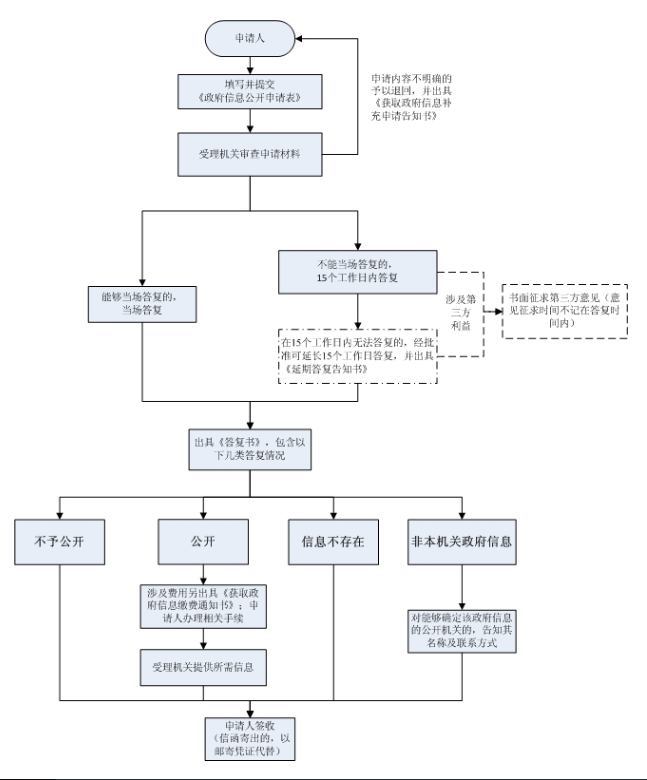 申请人
填写并提交
《政府信息公开申请表》
申请内容不明确的
予以退回，并出具
《获取政府信息补
充申请告知书》
受理机关审查申请材料
不能当场答复的，
15个工作日内答复
能够当场答复的，
当场答复
涉及第
三方
利益
书面征求第三方意见（意
见征求时间不记在答复时
间内）
在15个工作日内无法答复的，经批
准可延长15个工作日答复，并出具
《延期答复告知书》
出具《答复书》，包含以
下几类答复情况
不予公开
公开
信息不存在
非本机关政府信息
涉及费用另出具《获取政
府信息缴费通知书》；申
请人办理相关手续
对能够确定该政府信息
的公开机关的，告知其
名称及联系方式
受理机关提供所需信息
申请人签收
（信函寄出的，以
邮寄凭证代替）